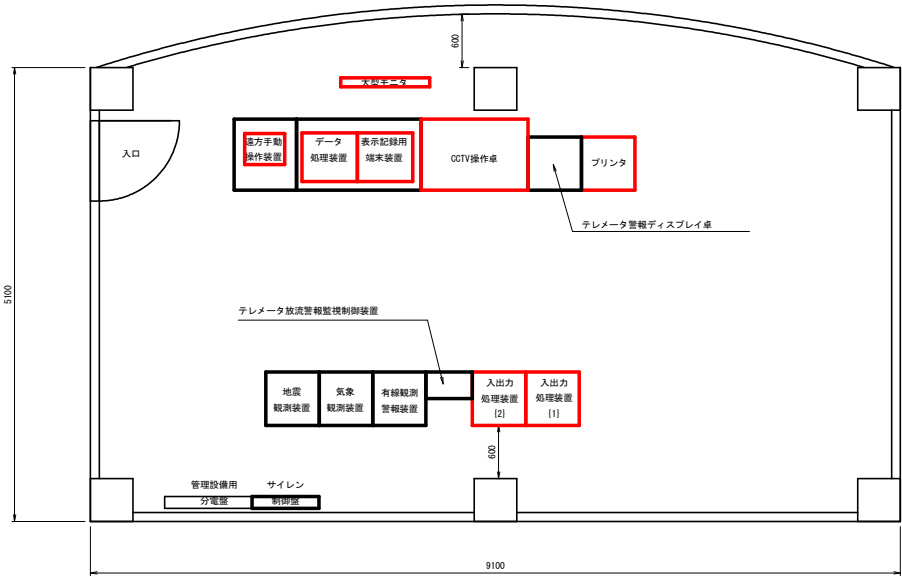 600
大型モニタ
遠方手動
操作装置
データ
処理装置
表示記録用
端末装置
CCTV操作卓
プリンタ
入口
テレメータ警報ディスプレイ卓
5100
テレメータ放流警報監視制御装置
地震
観測装置
気象
観測装置
有線観測
警報装置
入出力
処理装置
(2)
入出力
処理装置
(1)
600
管理設備用
分電盤
サイレン
制御盤
9100